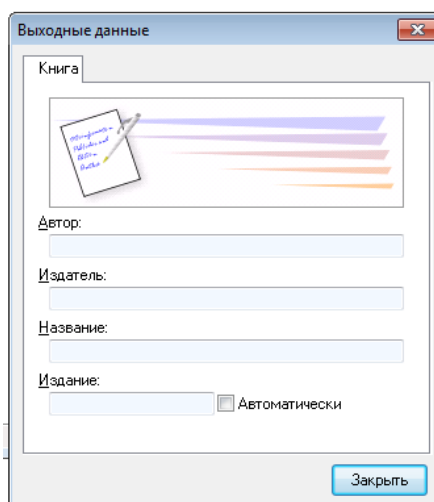 Выходные данные
Книга
Автор:
Издатель:
Название:
Издание:
Автоматически
Закрыть